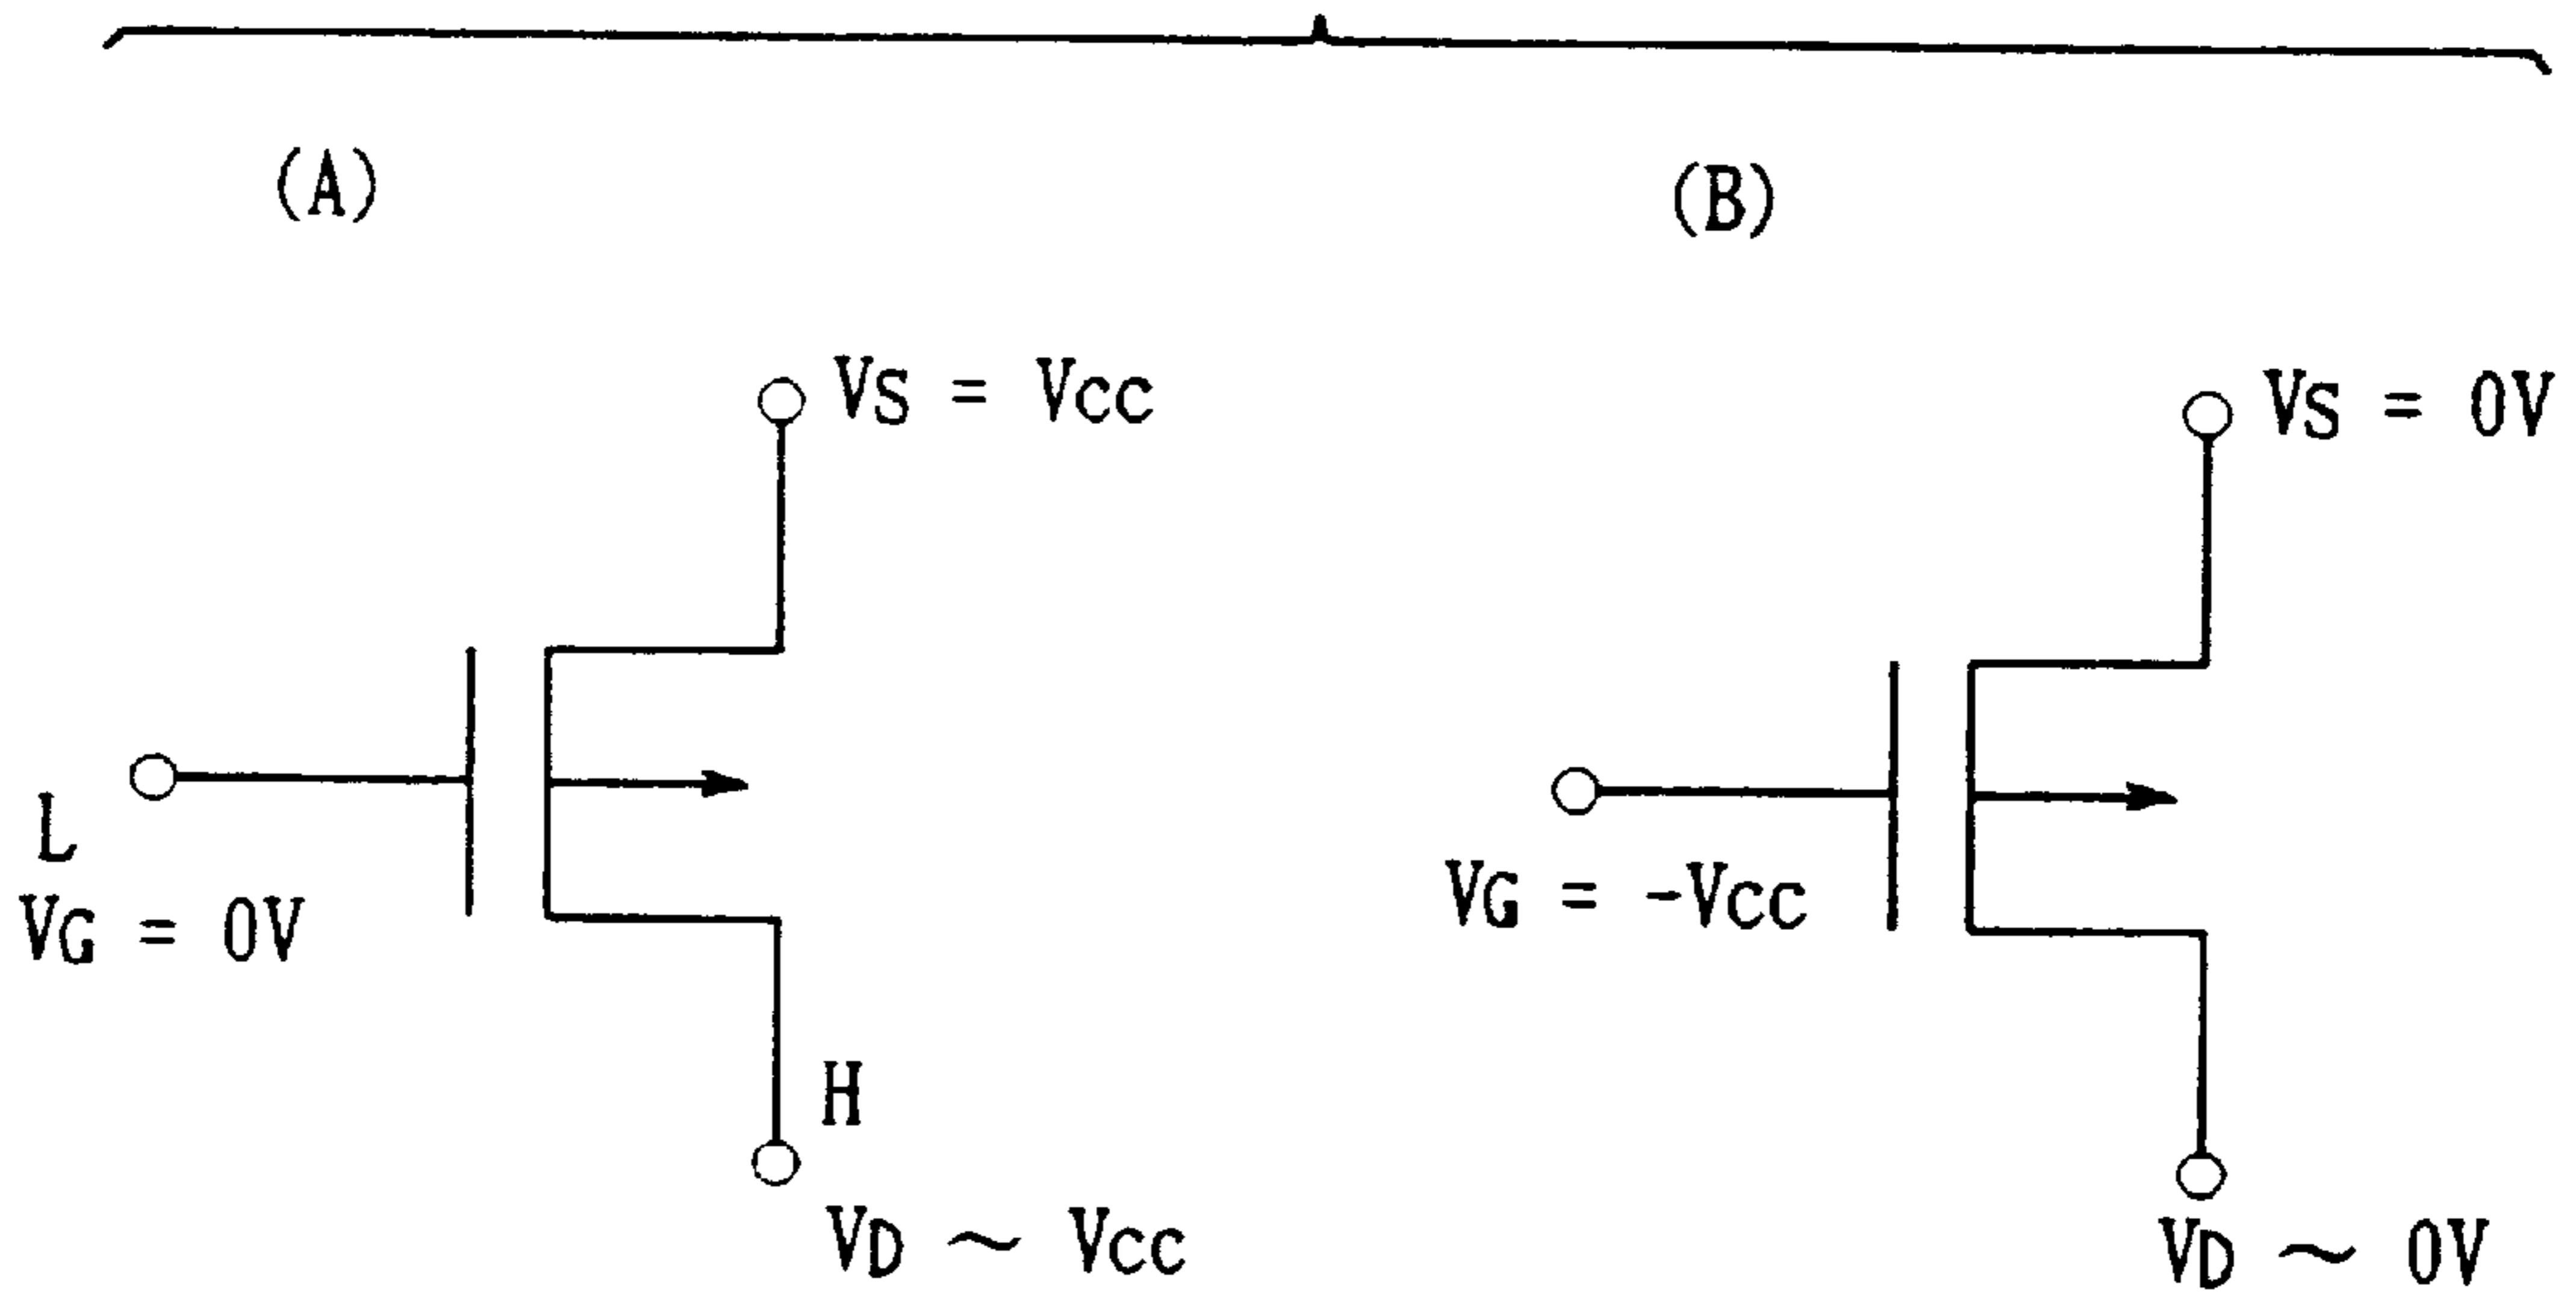 (A)
(B)
VS = VCC
VS = 0V
L
VG = 0V
VG = -VCC
H
VD ~ VCC
VD ~ 0V